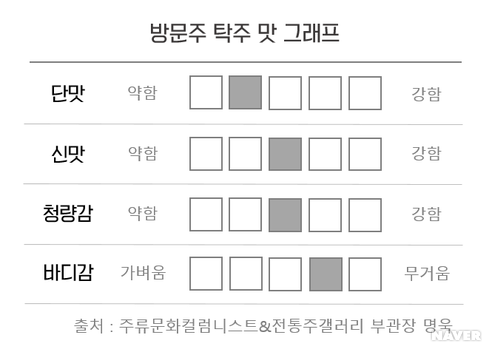 방문주 탁주 맛 그래프
단맛 약함 강함
신맛 약함 강함
청량감 약함 강함
바디감 가벼움 무거움
출처 : 주류문화컬럼니스트&전통주갤러리 부관장 명욱
NAVER